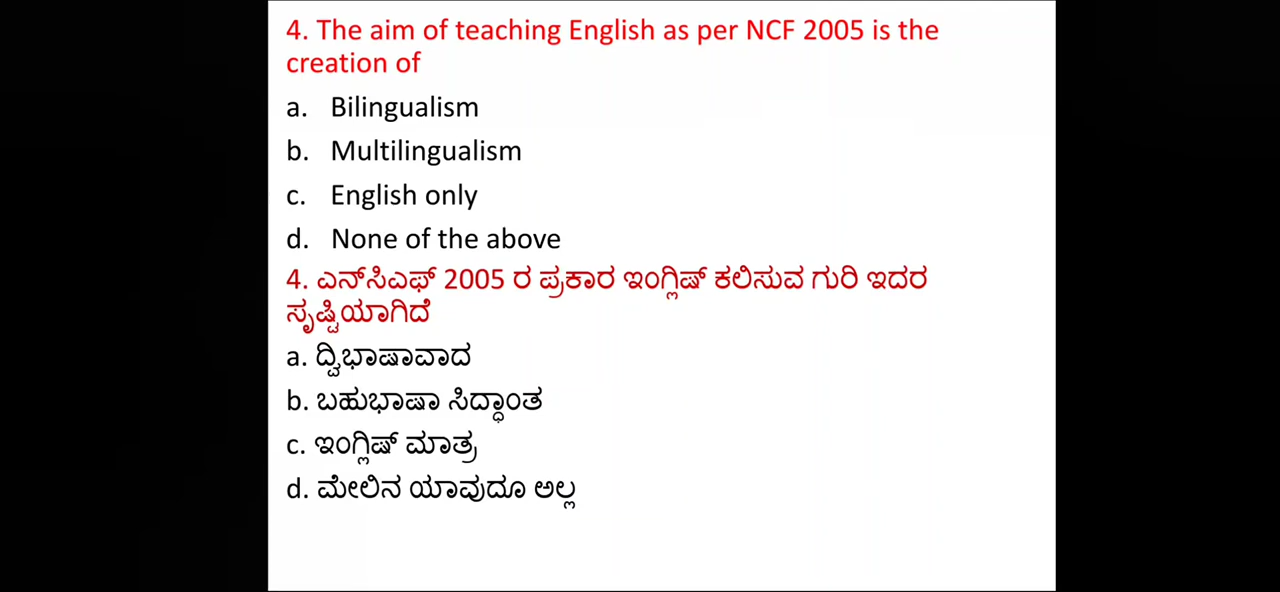 4. The aim of teaching English as per NCF 2005 is the
creation of
a. Bilingualism
b. Multilingualism
c. English only
d. None of the above
4. ಎನ್‌ಸಿಎಫ್ 2005 ರ ಪ್ರಕಾರ ಇಂಗ್ಲಿಷ್ ಕಲಿಸುವ ಗುರಿ ಇದರ
ಸೃಷ್ಟಿಯಾಗಿದೆ
a. ದ್ವಿಭಾಷಾವಾದ
b. ಬಹುಭಾಷಾ ಸಿದ್ಧಾಂತ
c. ಇಂಗ್ಲಿಷ್ ಮಾತ್ರ
d. ಮೇಲಿನ ಯಾವುದೂ ಅಲ್ಲ